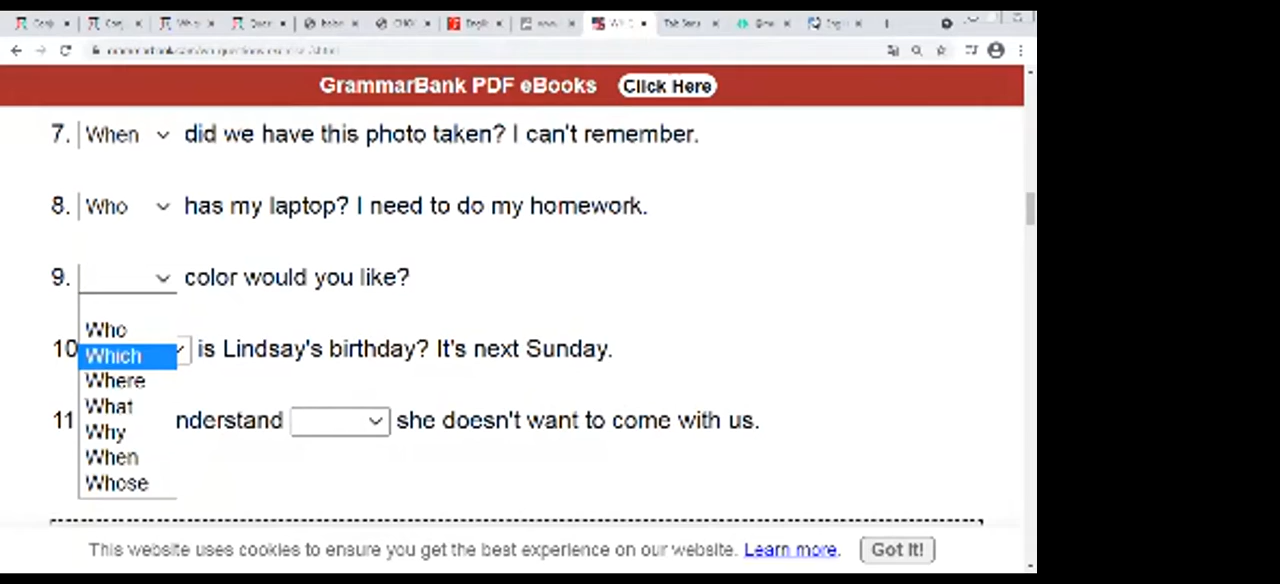 GrammarBank PDF eBooks Click Here
7. When did we have this photo taken? I can't remember.
8. Who has my laptop? I need to do my homework.
9. color would you like?
Who
10 is Lindsay's birthday? It's next Sunday.
Which
Where
What
11 nderstand she doesn't want to come with us.
Why
When
Whose
This website uses cookies to ensure you get the best experience on our website. Learn more. Got It!